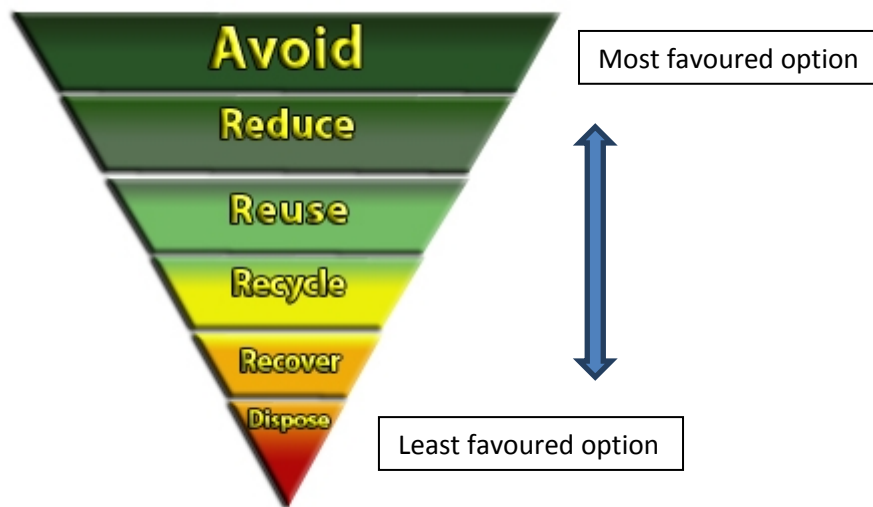 Avoid
Most favoured option
Reduce
Reuse
Recycle
Recover
Dispose
Least favoured option